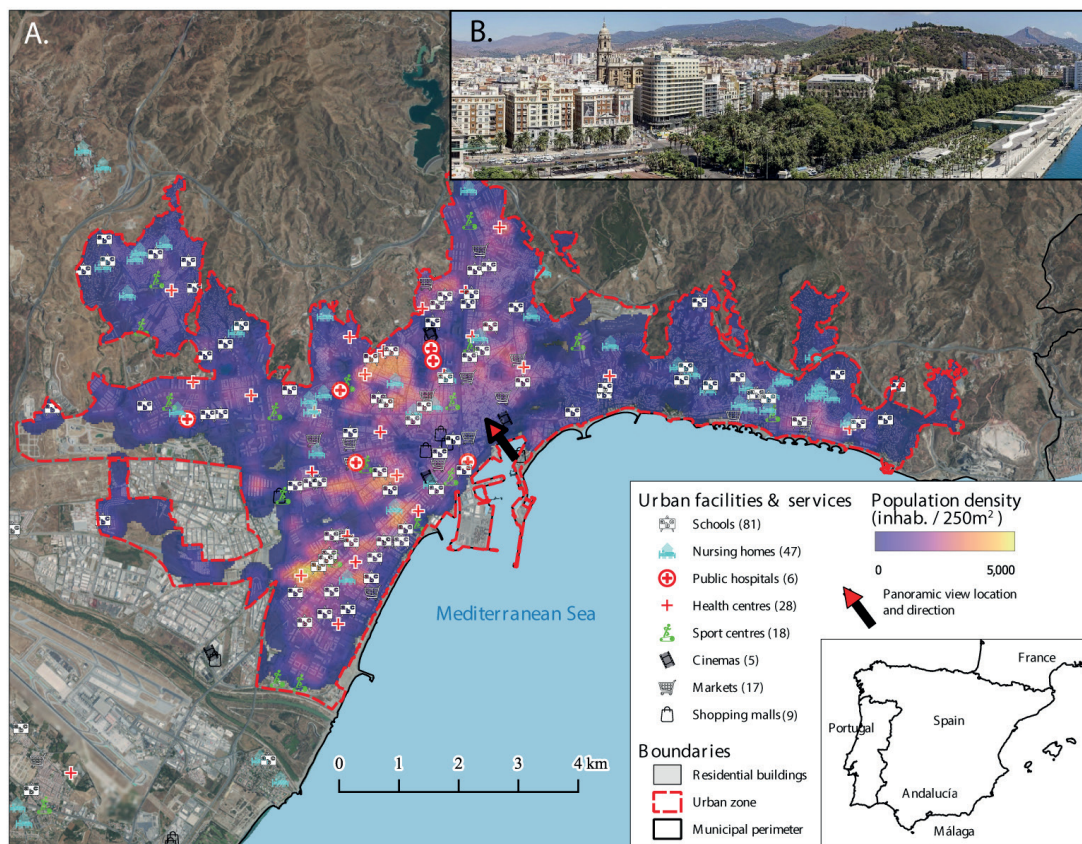 A.
B.
Mediterranean Sea
0 1 2 4 km
Urban facilities & services
Schools (81)
Nursing homes (47)
Public hospitals (6)
Health centres (28)
Sport centres (18)
Cinemas (5)
Markets (17)
Shopping malls (9)
Boundaries
Residential buildings
Urban zone
Municipal perimeter
Population density
(inhab. / 250m²)
0 5,000
Panoramic view location
and direction
France
Portugal
Spain
Andalucía
Málaga